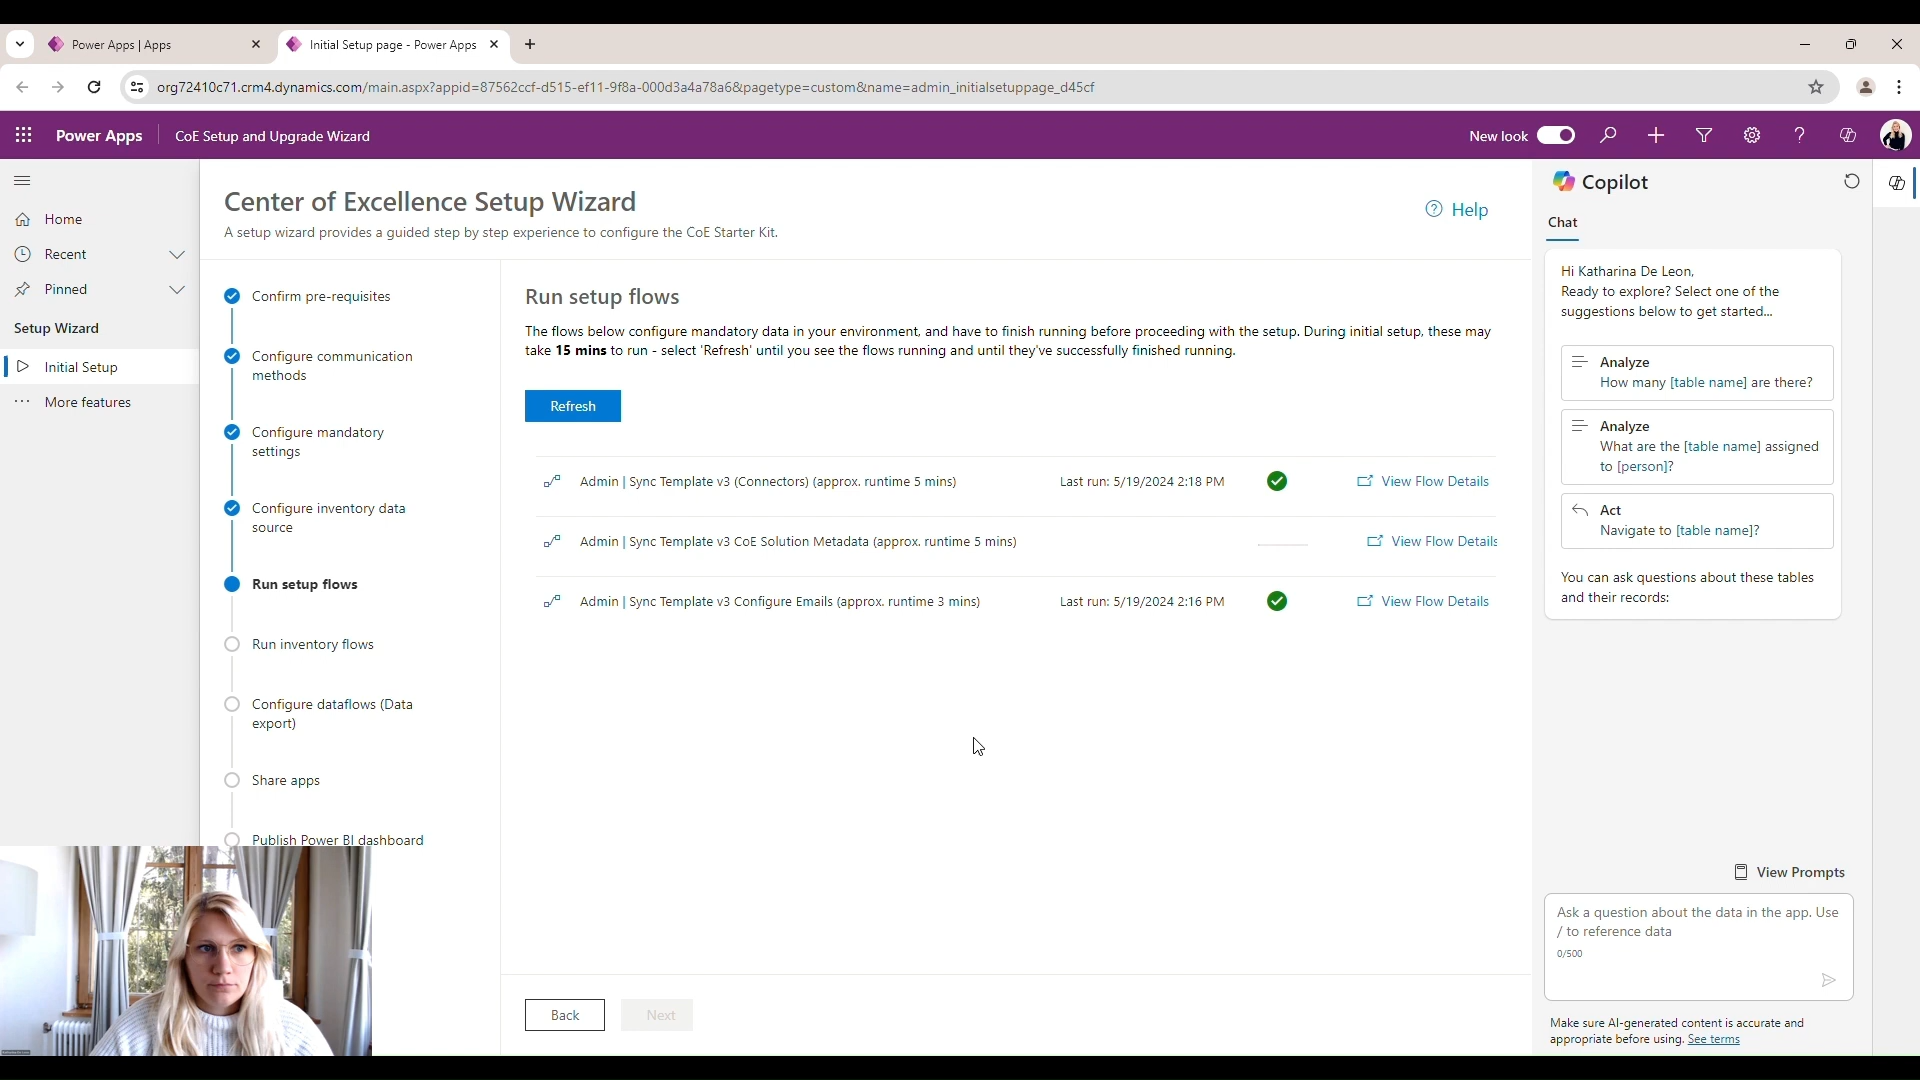 Power Apps | Apps
Initial Setup page - Power Apps
org72410c71.crm4.dynamics.com/main.aspx?appid=87562ccf-d515-ef11-9f8a-000d3a4a78a6&pagetype=custom&name=admin_initialsetuppage_d45cf
Power Apps
CoE Setup and Upgrade Wizard
New look
Home
Recent
Pinned
Setup Wizard
Initial Setup
More features
Center of Excellence Setup Wizard
A setup wizard provides a guided step by step experience to configure the CoE Starter Kit.
Help
Confirm pre-requisites
Configure communication
methods
Configure mandatory
settings
Configure inventory data
source
Run setup flows
Run inventory flows
Configure dataflows (Data
export)
Share apps
Publish Power BI dashboard
Run setup flows
The flows below configure mandatory data in your environment, and have to finish running before proceeding with the setup. During initial setup, these may
take 15 mins to run - select 'Refresh' until you see the flows running and until they've successfully finished running.
Refresh
Admin | Sync Template v3 (Connectors) (approx. runtime 5 mins)
Last run: 5/19/2024 2:18 PM
View Flow Details
Admin | Sync Template v3 CoE Solution Metadata (approx. runtime 5 mins)
View Flow Details
Admin | Sync Template v3 Configure Emails (approx. runtime 3 mins)
Last run: 5/19/2024 2:16 PM
View Flow Details
Back
Next
Copilot
Chat
Hi Katharina De Leon,
Ready to explore? Select one of the
suggestions below to get started...
Analyze
How many [table name] are there?
Analyze
What are the [table name] assigned
to [person]?
Act
Navigate to [table name]?
You can ask questions about these tables
and their records:
View Prompts
Ask a question about the data in the app. Use
/ to reference data
0/500
Make sure AI-generated content is accurate and
appropriate before using. See terms